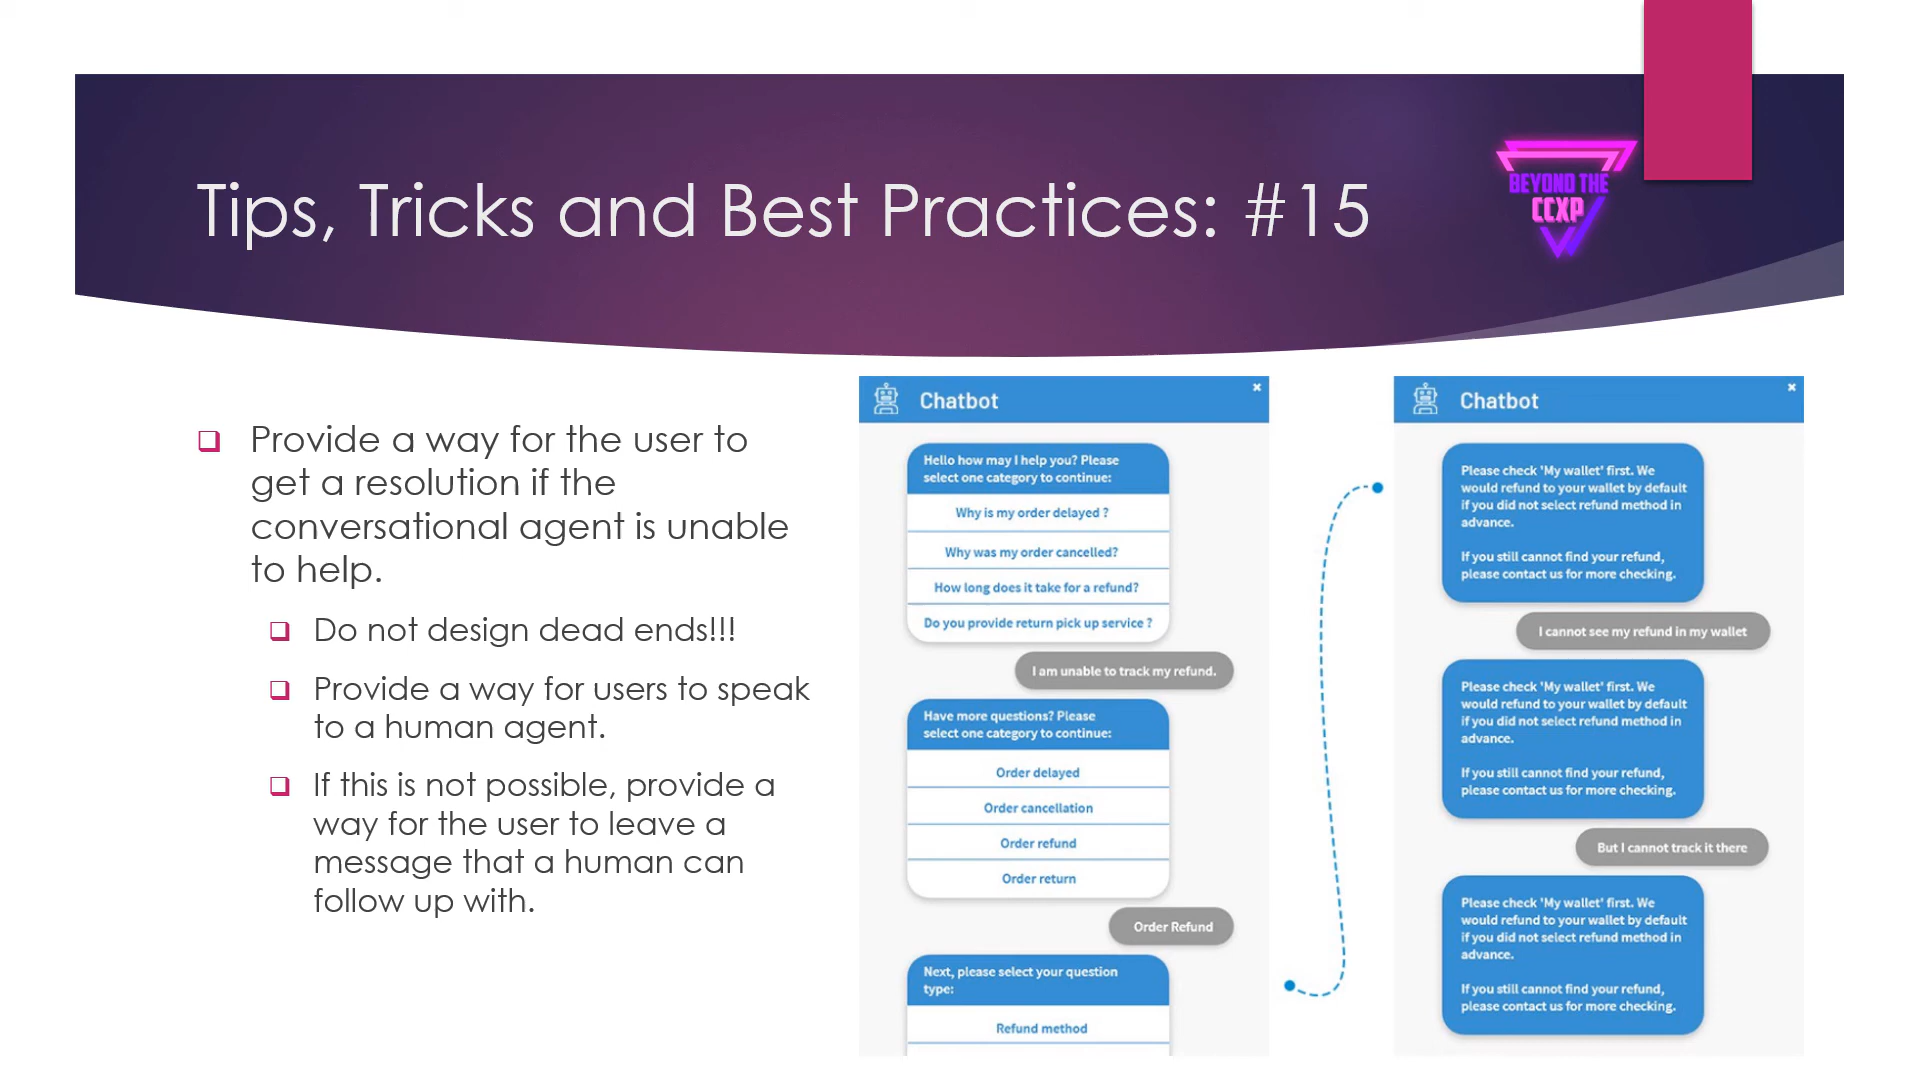 Tips, Tricks and Best Practices: #15
BEYOND THE
CCXP
Provide a way for the user to
get a resolution if the
conversational agent is unable
to help.
Do not design dead ends!!!
Provide a way for users to speak
to a human agent.
If this is not possible, provide a
way for the user to leave a
message that a human can
follow up with.
Chatbot
Hello how may I help you? Please
select one category to continue:
Why is my order delayed ?
Why was my order cancelled?
How long does it take for a refund?
Do you provide return pick up service ?
I am unable to track my refund.
Have more questions? Please
select one category to continue:
Order delayed
Order cancellation
Order refund
Order return
Order Refund
Next, please select your question
type:
Refund method
Chatbot
Please check 'My wallet' first. We
would refund to your wallet by default
if you did not select refund method in
advance.
If you still cannot find your refund,
please contact us for more checking.
I cannot see my refund in my wallet
Please check 'My wallet' first. We
would refund to your wallet by default
if you did not select refund method in
advance.
If you still cannot find your refund,
please contact us for more checking.
But I cannot track it there
Please check 'My wallet' first. We
would refund to your wallet by default
if you did not select refund method in
advance.
If you still cannot find your refund,
please contact us for more checking.